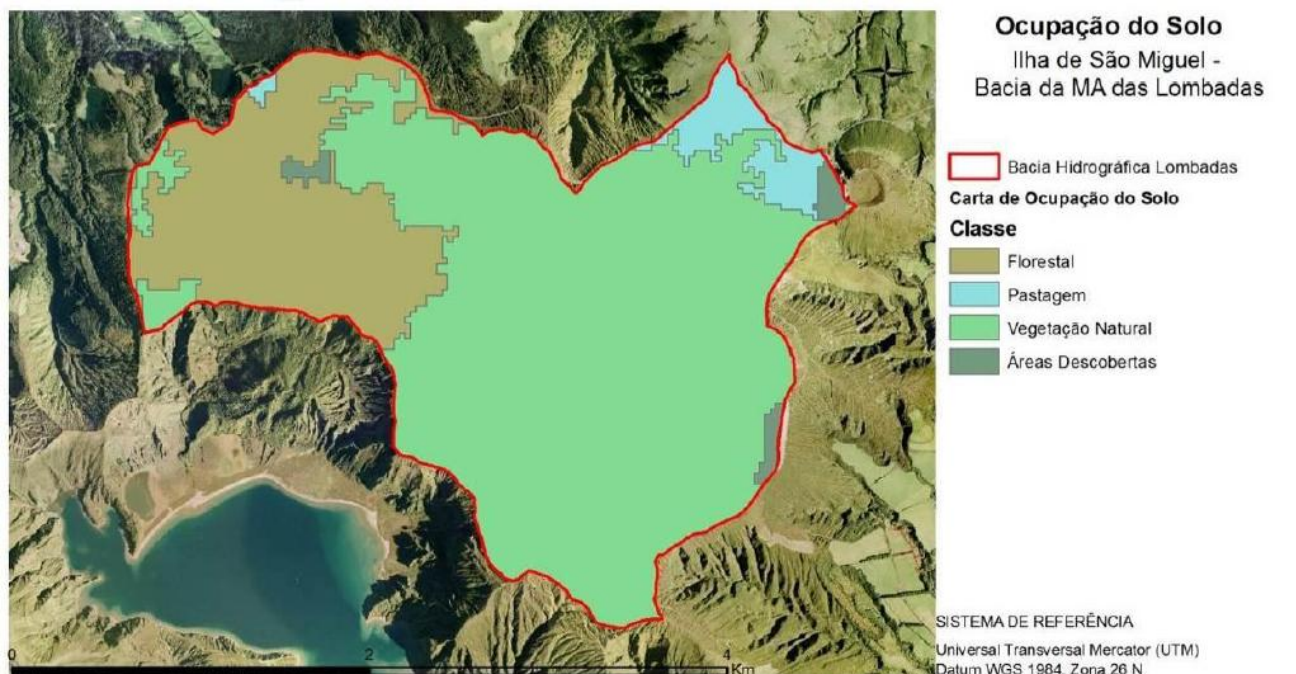 Ocupação do Solo
Ilha de São Miguel -
Bacia da MA das Lombadas
Bacia Hidrográfica Lombadas
Carta de Ocupação do Solo
Classe
Florestal
Pastagem
Vegetação Natural
Áreas Descobertas
SISTEMA DE REFERÊNCIA
Universal Transversal Mercator (UTM)
Datum WGS 1984, Zona 26 N
0 2 4
Km